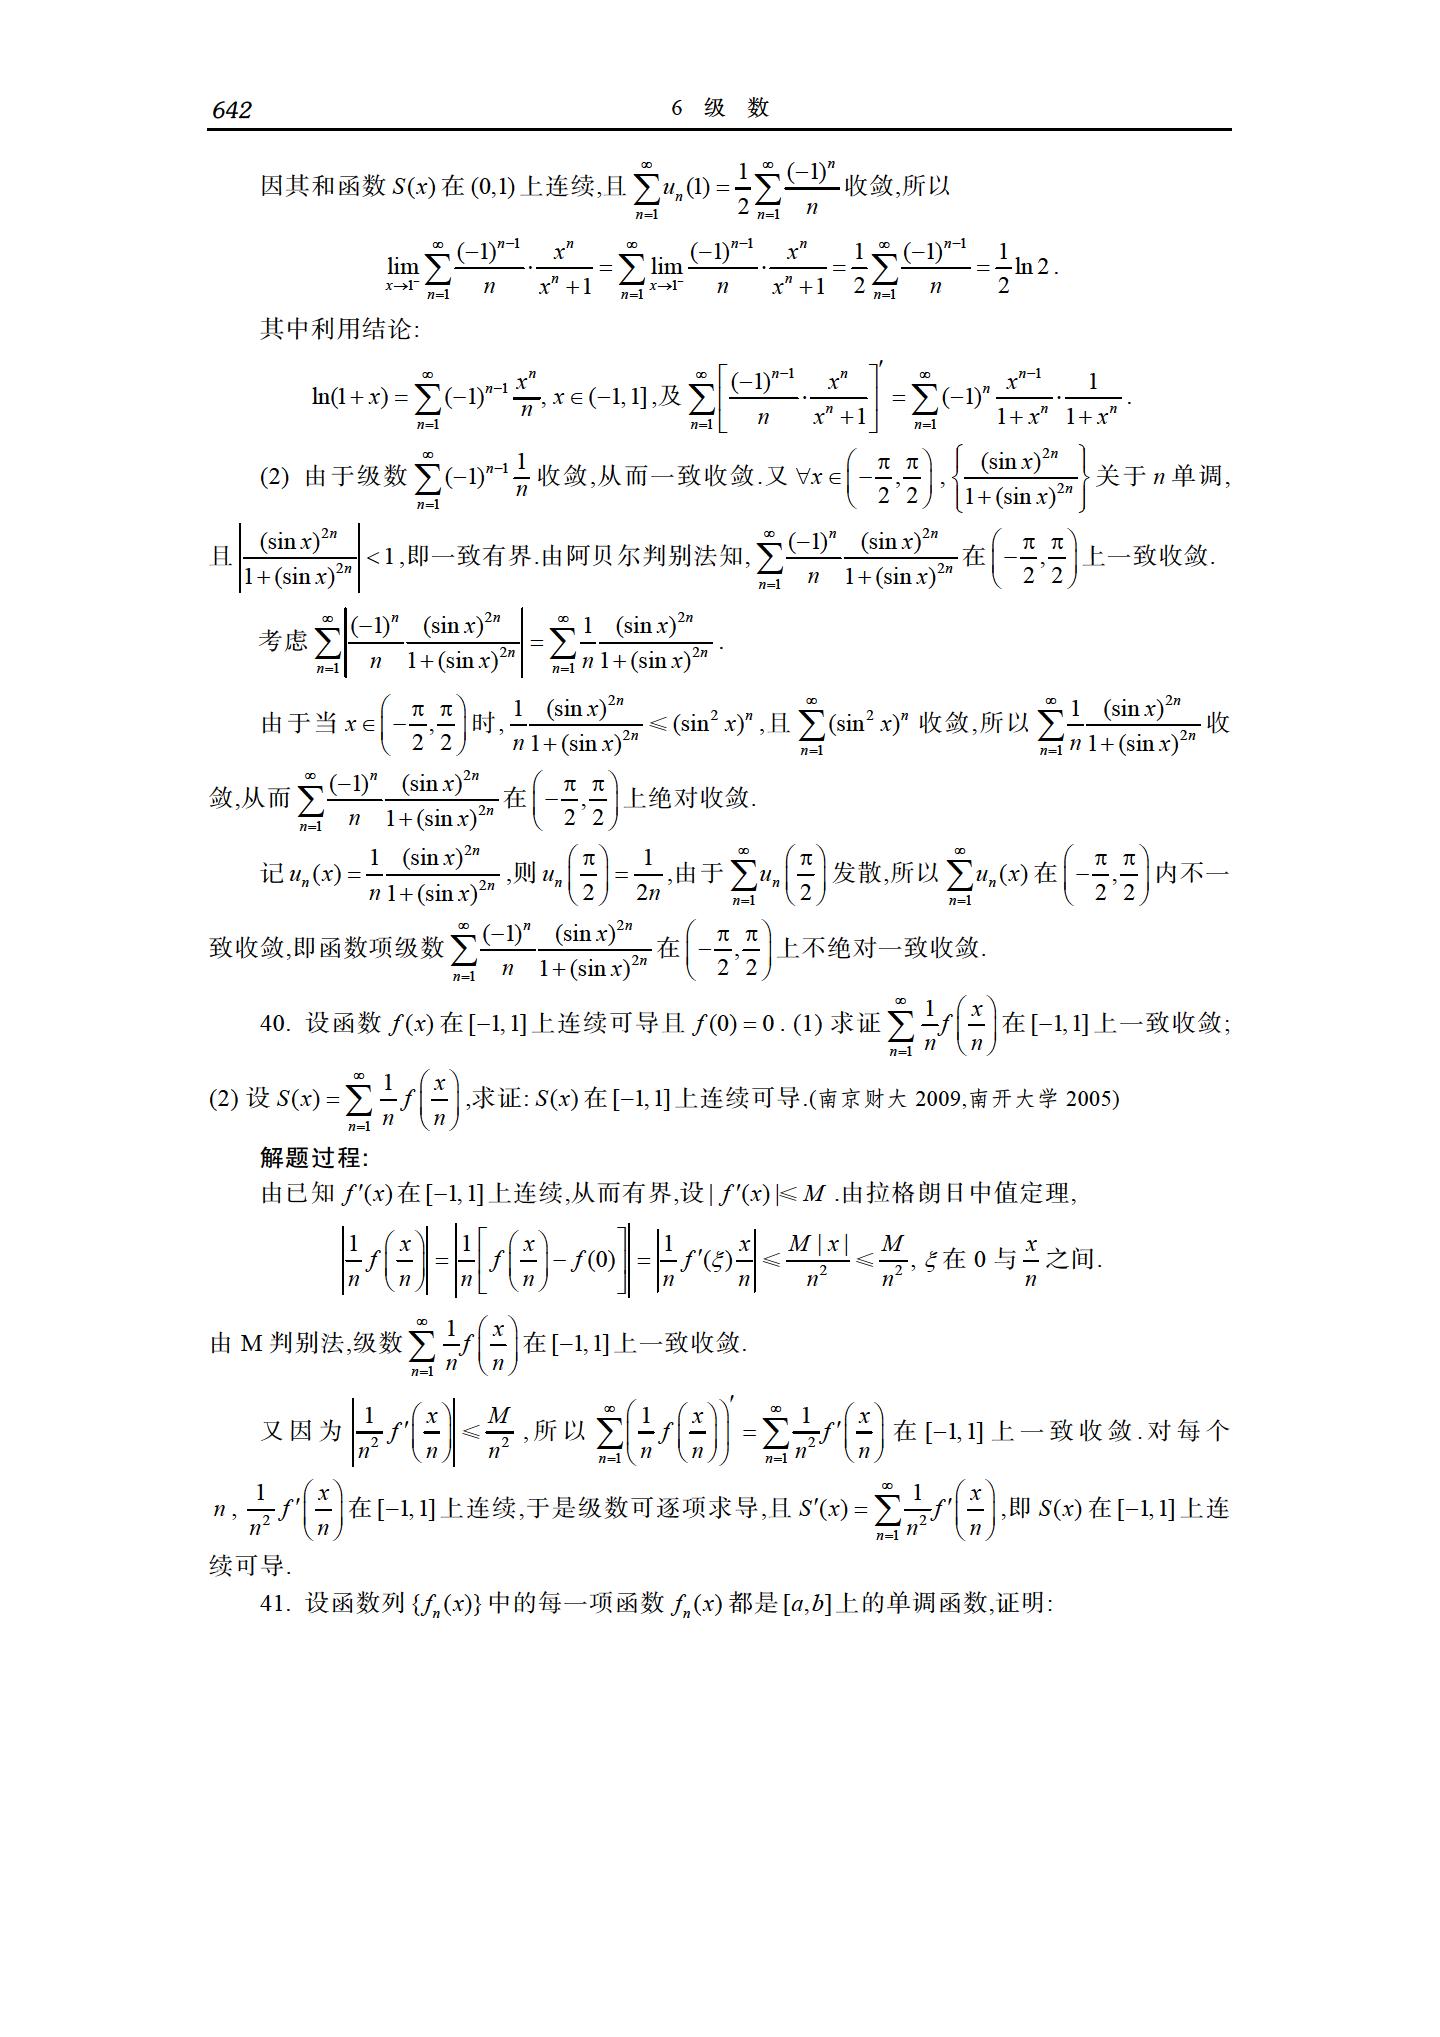 642
6 级 数
因其和函数 $S(x)$ 在 $(0,1)$ 上连续,且 $\sum_{n=1}^{\infty} u_n(1)=\frac{1}{2}\sum_{n=1}^{\infty}\frac{(-1)^n}{n}$ 收敛,所以
$\lim_{x\to 1^-}\sum_{n=1}^{\infty}\frac{(-1)^{n-1}}{n}\cdot\frac{x^n}{x^n+1}=\sum_{n=1}^{\infty}\lim_{x\to 1^-}\frac{(-1)^{n-1}}{n}\cdot\frac{x^n}{x^n+1}=\frac{1}{2}\sum_{n=1}^{\infty}\frac{(-1)^{n-1}}{n}=\frac{1}{2}\ln 2.$
其中利用结论:
$\ln(1+x)=\sum_{n=1}^{\infty}(-1)^{n-1}\frac{x^n}{n}, x\in(-1,1]$,及 $\sum_{n=1}^{\infty}\left[\frac{(-1)^{n-1}}{n}\cdot\frac{x^n}{x^n+1}\right]'=\sum_{n=1}^{\infty}(-1)^n\frac{x^{n-1}}{1+x^n}\cdot\frac{1}{1+x^n}.$
(2) 由于级数 $\sum_{n=1}^{\infty}(-1)^{n-1}\frac{1}{n}$ 收敛,从而一致收敛.又 $\forall x\in\left(-\frac{\pi}{2},\frac{\pi}{2}\right)$, $\left\{\frac{(\sin x)^{2n}}{1+(\sin x)^{2n}}\right\}$ 关于 $n$ 单调,
且 $\left|\frac{(\sin x)^{2n}}{1+(\sin x)^{2n}}\right|<1$,即一致有界.由阿贝尔判别法知, $\sum_{n=1}^{\infty}\frac{(-1)^n}{n}\frac{(\sin x)^{2n}}{1+(\sin x)^{2n}}$ 在 $\left(-\frac{\pi}{2},\frac{\pi}{2}\right)$ 上一致收敛.
考虑 $\sum_{n=1}^{\infty}\left|\frac{(-1)^n}{n}\frac{(\sin x)^{2n}}{1+(\sin x)^{2n}}\right|=\sum_{n=1}^{\infty}\frac{1}{n}\frac{(\sin x)^{2n}}{1+(\sin x)^{2n}}.$
由于当 $x\in\left(-\frac{\pi}{2},\frac{\pi}{2}\right)$ 时, $\frac{1}{n}\frac{(\sin x)^{2n}}{1+(\sin x)^{2n}}\leqslant(\sin^2 x)^n$,且 $\sum_{n=1}^{\infty}(\sin^2 x)^n$ 收敛,所以 $\sum_{n=1}^{\infty}\frac{1}{n}\frac{(\sin x)^{2n}}{1+(\sin x)^{2n}}$ 收
敛,从而 $\sum_{n=1}^{\infty}\frac{(-1)^n}{n}\frac{(\sin x)^{2n}}{1+(\sin x)^{2n}}$ 在 $\left(-\frac{\pi}{2},\frac{\pi}{2}\right)$ 上绝对收敛.
记 $u_n(x)=\frac{1}{n}\frac{(\sin x)^{2n}}{1+(\sin x)^{2n}}$,则 $u_n\left(\frac{\pi}{2}\right)=\frac{1}{2n}$,由于 $\sum_{n=1}^{\infty}u_n\left(\frac{\pi}{2}\right)$ 发散,所以 $\sum_{n=1}^{\infty}u_n(x)$ 在 $\left(-\frac{\pi}{2},\frac{\pi}{2}\right)$ 内不一
致收敛,即函数项级数 $\sum_{n=1}^{\infty}\frac{(-1)^n}{n}\frac{(\sin x)^{2n}}{1+(\sin x)^{2n}}$ 在 $\left(-\frac{\pi}{2},\frac{\pi}{2}\right)$ 上不绝对一致收敛.
40. 设函数 $f(x)$ 在 $[-1,1]$ 上连续可导且 $f(0)=0$. (1) 求证 $\sum_{n=1}^{\infty}\frac{1}{n}f\left(\frac{x}{n}\right)$ 在 $[-1,1]$ 上一致收敛;
(2) 设 $S(x)=\sum_{n=1}^{\infty}\frac{1}{n}f\left(\frac{x}{n}\right)$,求证: $S(x)$ 在 $[-1,1]$ 上连续可导.(南京财大 2009,南开大学 2005)
解题过程:
由已知 $f'(x)$ 在 $[-1,1]$ 上连续,从而有界,设 $|f'(x)|\leqslant M$.由拉格朗日中值定理,
$\left|\frac{1}{n}f\left(\frac{x}{n}\right)\right|=\left|\frac{1}{n}\left[f\left(\frac{x}{n}\right)-f(0)\right]\right|=\left|\frac{1}{n}f'(\xi)\frac{x}{n}\right|\leqslant\frac{M|x|}{n^2}\leqslant\frac{M}{n^2}$, $\xi$ 在 0 与 $\frac{x}{n}$ 之间.
由 M 判别法,级数 $\sum_{n=1}^{\infty}\frac{1}{n}f\left(\frac{x}{n}\right)$ 在 $[-1,1]$ 上一致收敛.
又因为 $\left|\frac{1}{n^2}f'\left(\frac{x}{n}\right)\right|\leqslant\frac{M}{n^2}$,所以 $\sum_{n=1}^{\infty}\left(\frac{1}{n}f\left(\frac{x}{n}\right)\right)'=\sum_{n=1}^{\infty}\frac{1}{n^2}f'\left(\frac{x}{n}\right)$ 在 $[-1,1]$ 上一致收敛.对每个
$n$, $\frac{1}{n^2}f'\left(\frac{x}{n}\right)$ 在 $[-1,1]$ 上连续,于是级数可逐项求导,且 $S'(x)=\sum_{n=1}^{\infty}\frac{1}{n^2}f'\left(\frac{x}{n}\right)$,即 $S(x)$ 在 $[-1,1]$ 上连
续可导.
41. 设函数列 $\{f_n(x)\}$ 中的每一项函数 $f_n(x)$ 都是 $[a,b]$ 上的单调函数,证明: